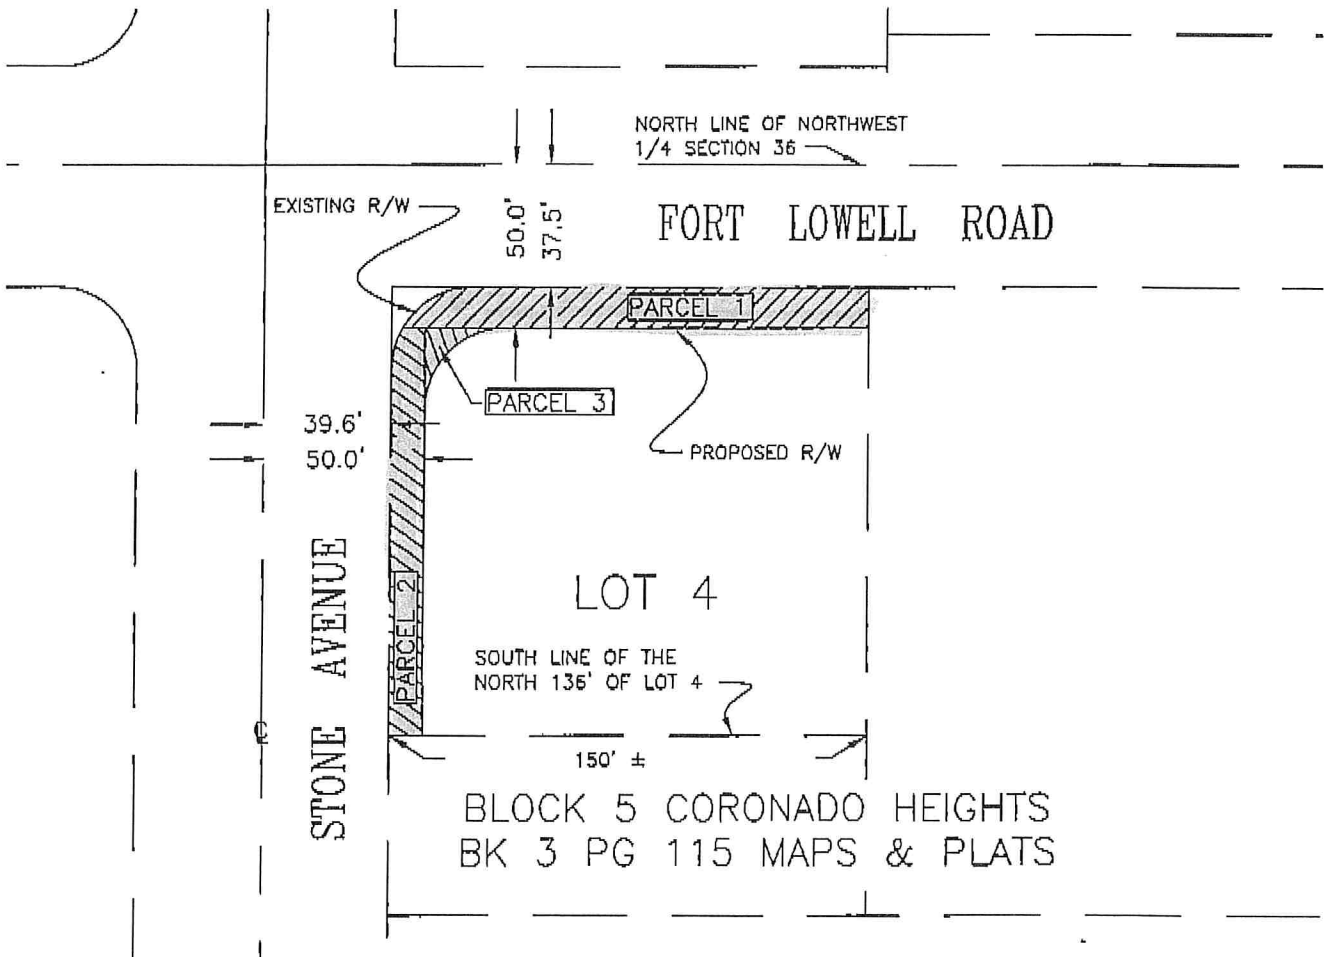 NORTH LINE OF NORTHWEST
1/4 SECTION 36
EXISTING R/W
50.0'
37.5'
FORT LOWELL ROAD
PARCEL 1
PARCEL 3
39.6'
50.0'
PROPOSED R/W
STONE AVENUE
PARCEL 2
LOT 4
SOUTH LINE OF THE
NORTH 136' OF LOT 4
150' ±
BLOCK 5 CORONADO HEIGHTS
BK 3 PG 115 MAPS & PLATS